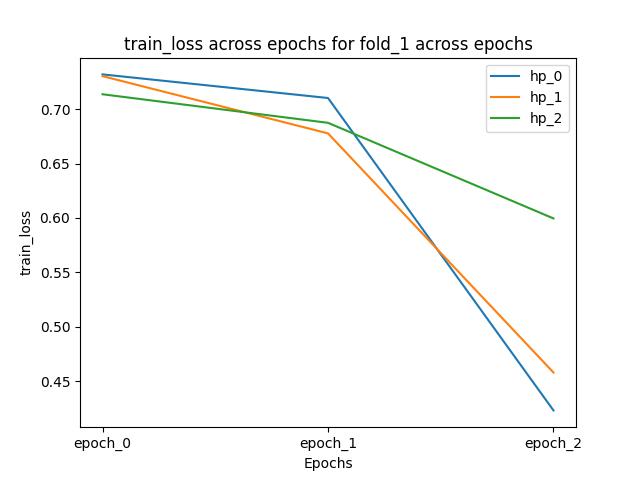 train_loss across epochs for fold_1 across epochs
hp_0
hp_1
hp_2
train_loss
0.70
0.65
0.60
0.55
0.50
0.45
epoch_0
epoch_1
epoch_2
Epochs